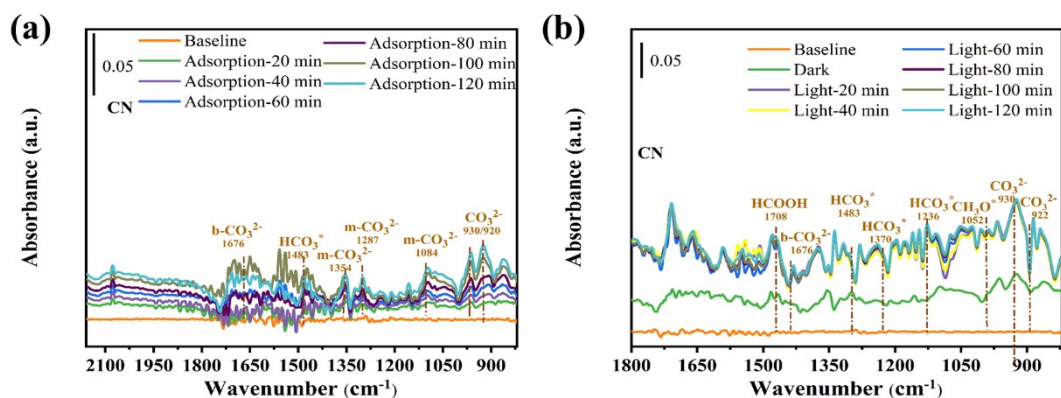 (a)
Baseline
Adsorption-20 min
Adsorption-40 min
Adsorption-60 min
Adsorption-80 min
Adsorption-100 min
Adsorption-120 min
0.05
CN
b-CO₃²⁻
1676
HCO₃*
1483
m-CO₃²⁻
1354
m-CO₃²⁻
1287
m-CO₃²⁻
1084
CO₃²⁻
930/920
Absorbance (a.u.)
2100 1950 1800 1650 1500 1350 1200 1050 900
Wavenumber (cm⁻¹)
(b)
Baseline
Dark
Light-20 min
Light-40 min
Light-60 min
Light-80 min
Light-100 min
Light-120 min
0.05
CN
HCOOH
1708
b-CO₃²⁻
1676
HCO₃*
1483
HCO₃*
1370
HCO₃*
1236
CH₃O*
1052
CO₃²⁻
930
CO₃²⁻
922
Absorbance (a.u.)
1800 1500 1450 1200 1150 1050 900
Wavenumber (cm⁻¹)